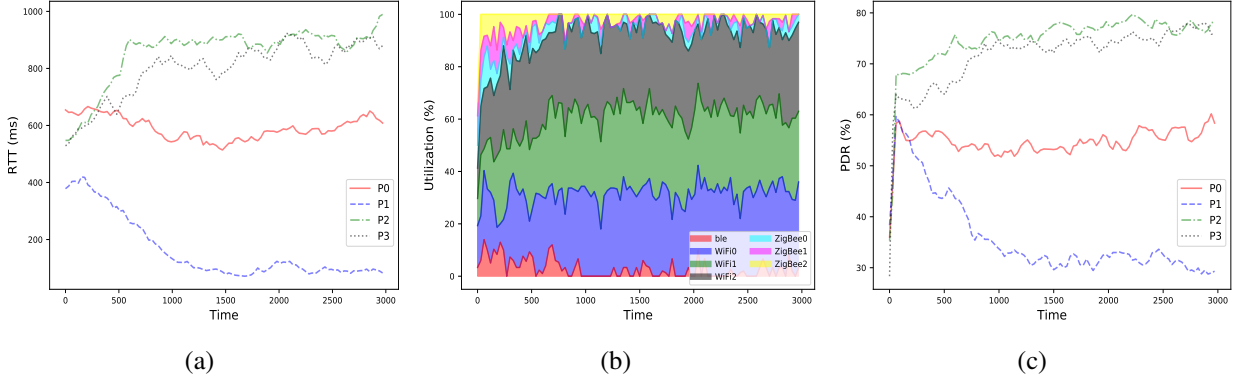 1000
800
600
400
200
RTT (ms)
0 500 1000 1500 2000 2500 3000
Time
P0
P1
P2
P3
(a)
100
80
60
40
20
0
Utilization (%)
0 500 1000 1500 2000 2500 3000
Time
ble
WiFi0
WiFi1
WiFi2
ZigBee0
ZigBee1
ZigBee2
(b)
80
70
60
50
40
30
PDR (%)
0 500 1000 1500 2000 2500 3000
Time
P0
P1
P2
P3
(c)